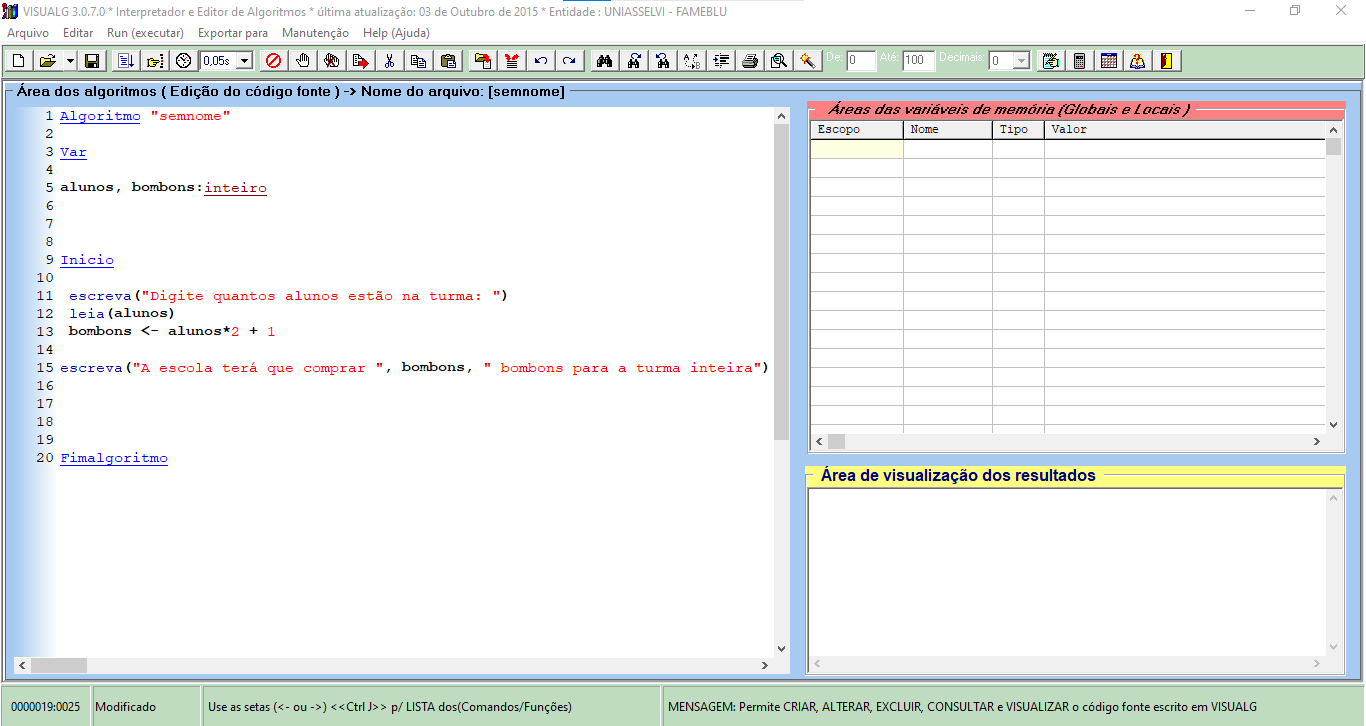 VISUALG 3.0.7.0 * Interpretador e Editor de Algoritmos * última atualização: 03 de Outubro de 2015 * Entidade : UNIASSELVI - FAMEBLU
Arquivo Editar Run (executar) Exportar para Manutenção Help (Ajuda)
0,05s De: 0 Até: 100 Decimais: 0
Área dos algoritmos ( Edição do código fonte ) -> Nome do arquivo: [semnome]
1 Algoritmo "semnome"
2
3 Var
4
5 alunos, bombons:inteiro
6
7
8
9 Inicio
10
11 escreva("Digite quantos alunos estão na turma: ")
12 leia(alunos)
13 bombons <- alunos*2 + 1
14
15 escreva("A escola terá que comprar ", bombons, " bombons para a turma inteira")
16
17
18
19
20 Fimalgoritmo
Áreas das variáveis de memória (Globais e Locais )
Escopo Nome Tipo Valor
Área de visualização dos resultados
0000019:0025 Modificado Use as setas (<- ou ->) <<Ctrl J>> p/ LISTA dos(Comandos/Funções) MENSAGEM: Permite CRIAR, ALTERAR, EXCLUIR, CONSULTAR e VISUALIZAR o código fonte escrito em VISUALG